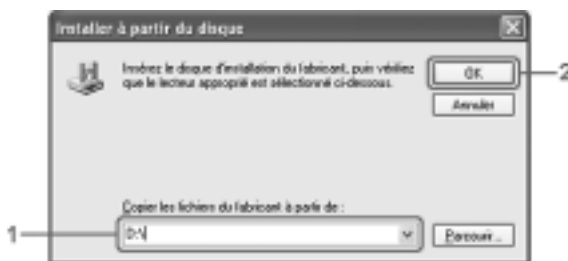 Installer à partir du disque
Insérez le disque d'installation du fabricant, puis vérifiez
que le lecteur approprié est sélectionné ci-dessous.
OK
2
Annuler
Copier les fichiers du fabricant à partir de :
1
D:\
Parcourir...